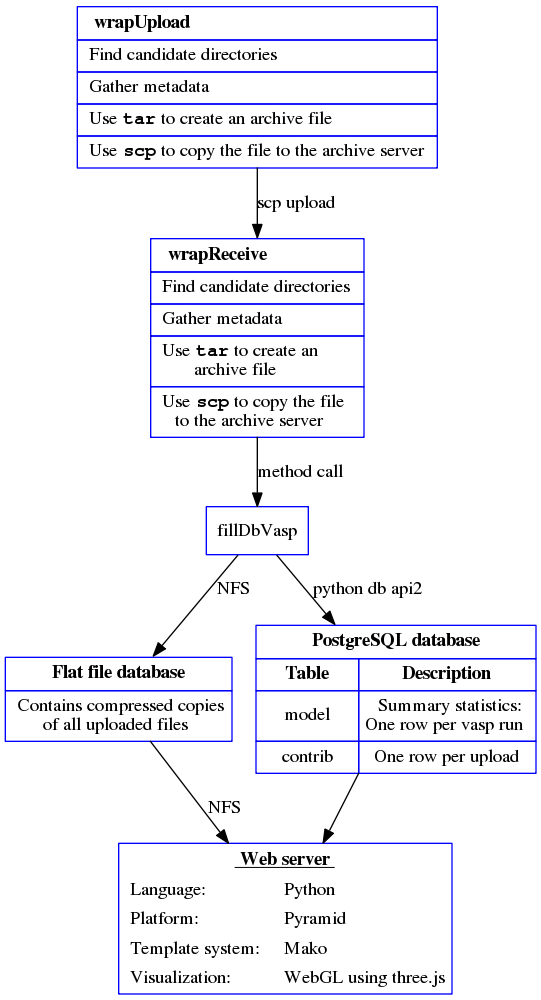 wrapUpload
Find candidate directories
Gather metadata
Use tar to create an archive file
Use scp to copy the file to the archive server
scp upload
wrapReceive
Find candidate directories
Gather metadata
Use tar to create an
archive file
Use scp to copy the file
to the archive server
method call
fillDbVasp
NFS
python db api2
Flat file database
Contains compressed copies
of all uploaded files
PostgreSQL database
Table Description
model
Summary statistics:
One row per vasp run
contrib One row per upload
NFS
Web server
Language: Python
Platform: Pyramid
Template system: Mako
Visualization: WebGL using three.js